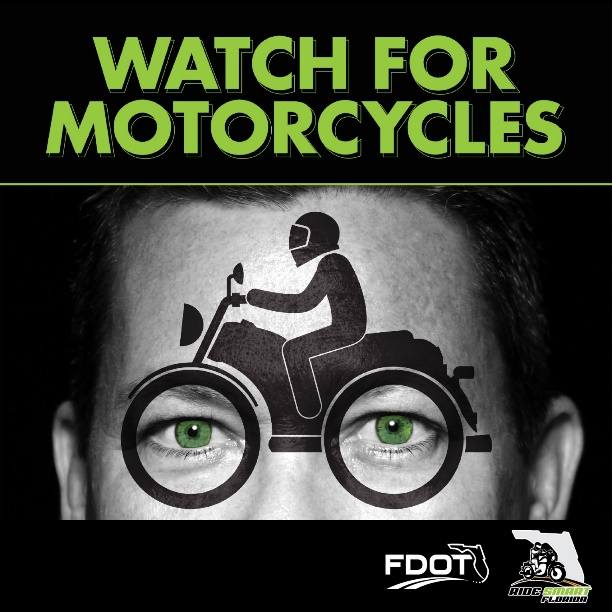 WATCH FOR
MOTORCYCLES
FDOT
RIDE SMART
FLORIDA